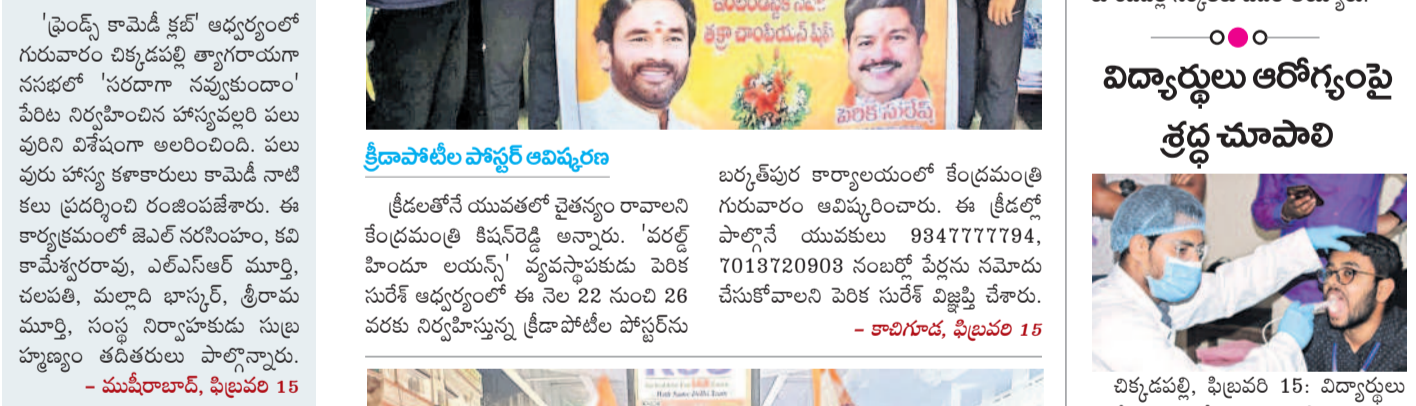 'ఫ్రెండ్స్ కామెడీ క్లబ్' ఆధ్వర్యంలో
గురువారం చిక్కడపల్లి త్యాగరాయగా
నసభలో 'సరదాగా నవ్వుకుందాం'
పేరిట నిర్వహించిన హాస్యవల్లరి పలు
వురిని విశేషంగా అలరించింది. పలు
వురు హాస్య కళాకారులు కామెడీ నాటి
కలు ప్రదర్శించి రంజింపజేశారు. ఈ
కార్యక్రమంలో జెఎల్ నరసింహం, కవి
కామేశ్వరరావు, ఎల్ఎస్ఆర్ మూర్తి,
చలపతి, మల్లాది భాస్కర్, శ్రీరామ
మూర్తి, సంస్థ నిర్వాహకుడు సుబ్ర
హ్మణ్యం తదితరులు పాల్గొన్నారు.
– ముషీరాబాద్, ఫిబ్రవరి 15
తక్రా చాంపియన్ షిప్
పెరిక సురేష్
క్రీడాపోటీల పోస్టర్ ఆవిష్కరణ
క్రీడలతోనే యువతలో చైతన్యం రావాలని
కేంద్రమంత్రి కిషన్‌రెడ్డి అన్నారు. 'వరల్డ్
హిందూ లయన్స్' వ్యవస్థాపకుడు పెరిక
సురేశ్ ఆధ్వర్యంలో ఈ నెల 22 నుంచి 26
వరకు నిర్వహిస్తున్న క్రీడాపోటీల పోస్టర్‌ను
బర్కత్‌పుర కార్యాలయంలో కేంద్రమంత్రి
గురువారం ఆవిష్కరించారు. ఈ క్రీడల్లో
పాల్గొనే యువకులు 9347777794,
7013720903 నంబర్లో పేర్లను నమోదు
చేసుకోవాలని పెరిక సురేశ్ విజ్ఞప్తి చేశారు.
– కాచిగూడ, ఫిబ్రవరి 15
విద్యార్థులు ఆరోగ్యంపై
శ్రద్ధ చూపాలి
చిక్కడపల్లి, ఫిబ్రవరి 15: విద్యార్థులు